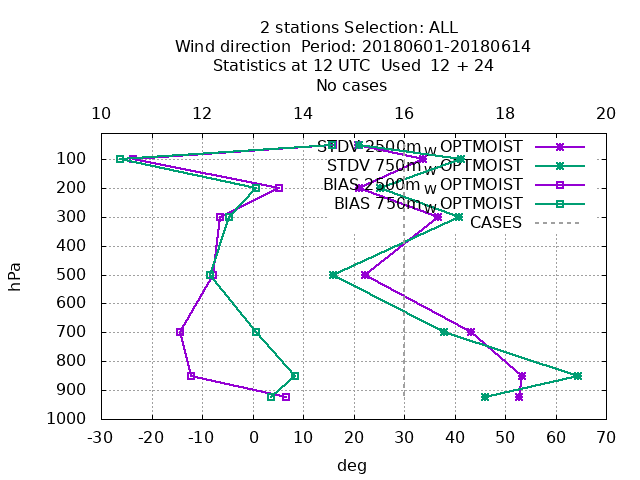 2 stations Selection: ALL
Wind direction  Period: 20180601-20180614
Statistics at 12 UTC  Used  12 + 24
No cases
10 12 14 16 18 20
STDV 2500m_W OPTMOIST
STDV 750m_W OPTMOIST
BIAS 2500m_W OPTMOIST
BIAS 750m_W OPTMOIST
CASES
hPa
100
200
300
400
500
600
700
800
900
1000
-30 -20 -10 0 10 20 30 40 50 60 70
deg